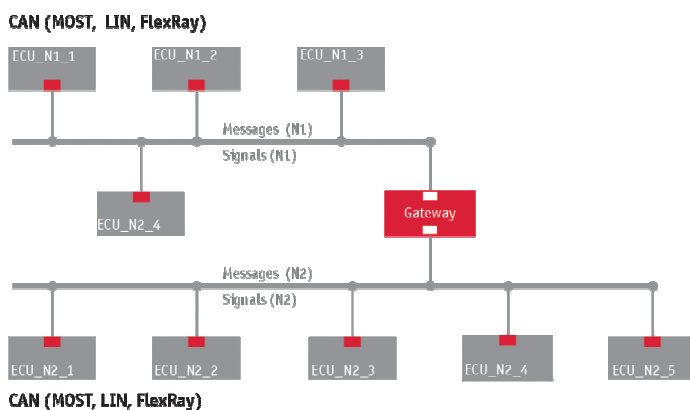 CAN (MOST, LIN, FlexRay)
ECU_N1_1
ECU_N1_2
ECU_N1_3
Messages (N1)
Signals (N1)
ECU_N2_4
Gateway
Messages (N2)
Signals (N2)
ECU_N2_1
ECU_N2_2
ECU_N2_3
ECU_N2_4
ECU_N2_5
CAN (MOST, LIN, FlexRay)